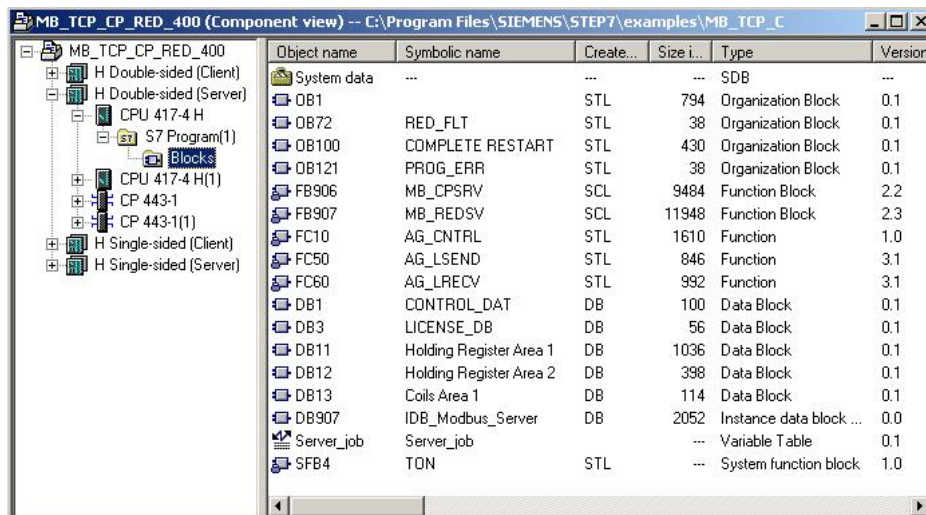 MB_TCP_CP_RED_400 (Component view) -- C:\Program Files\SIEMENS\STEP7\examples\MB_TCP_C
MB_TCP_CP_RED_400
H Double-sided (Client)
H Double-sided (Server)
CPU 417-4 H
S7 Program(1)
Blocks
CPU 417-4 H(1)
CP 443-1
CP 443-1(1)
H Single-sided (Client)
H Single-sided (Server)
Object name Symbolic name Create... Size i... Type Version
System data --- --- --- SDB ---
OB1 STL 794 Organization Block 0.1
OB72 RED_FLT STL 38 Organization Block 0.1
OB100 COMPLETE RESTART STL 430 Organization Block 0.1
OB121 PROG_ERR STL 38 Organization Block 0.1
FB906 MB_CPSRV SCL 9484 Function Block 2.2
FB907 MB_REDSV SCL 11948 Function Block 2.3
FC10 AG_CNTRL STL 1610 Function 1.0
FC50 AG_LSEND STL 846 Function 3.1
FC60 AG_LRECV STL 992 Function 3.1
DB1 CONTROL_DAT DB 100 Data Block 0.1
DB3 LICENSE_DB DB 56 Data Block 0.1
DB11 Holding Register Area 1 DB 1036 Data Block 0.1
DB12 Holding Register Area 2 DB 398 Data Block 0.1
DB13 Coils Area 1 DB 114 Data Block 0.1
DB907 IDB_Modbus_Server DB 2052 Instance data block ... 0.0
Server_job Server_job --- Variable Table 0.1
SFB4 TON STL --- System function block 1.0